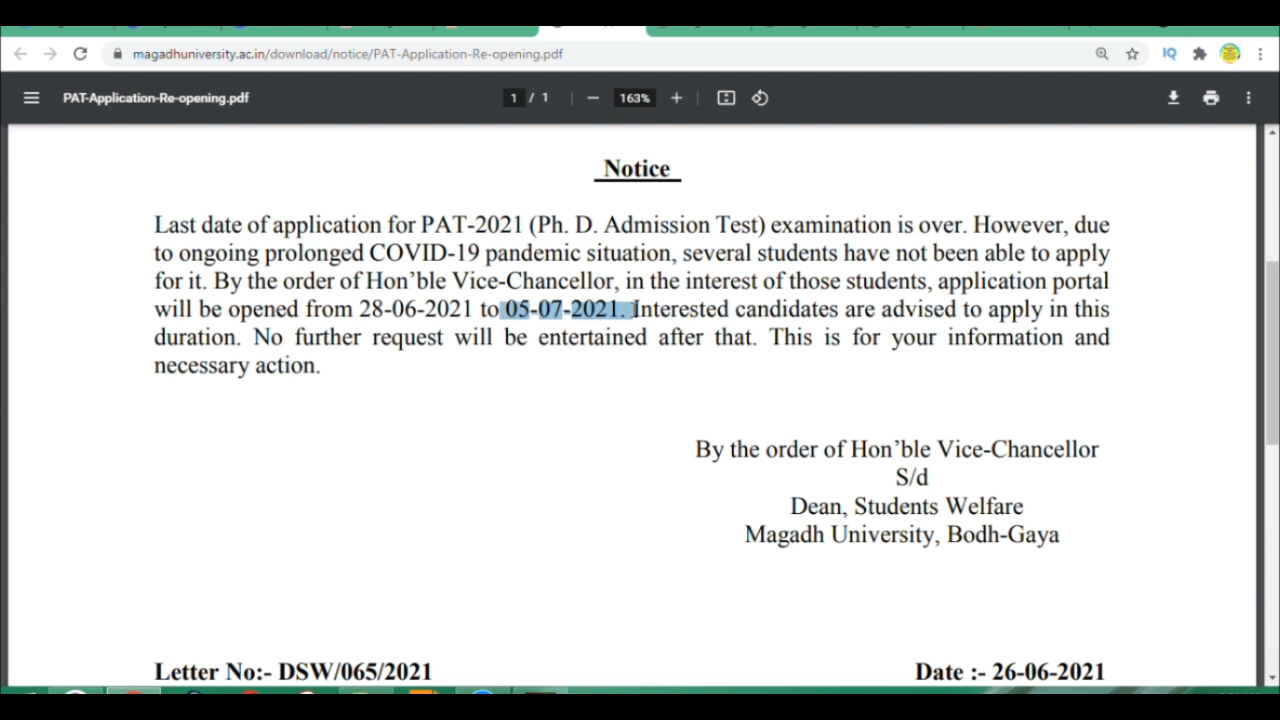 magadhuniversity.ac.in/download/notice/PAT-Application-Re-opening.pdf
IQ
PAT-Application-Re-opening.pdf
1 / 1
163%
Notice
Last date of application for PAT-2021 (Ph. D. Admission Test) examination is over. However, due
to ongoing prolonged COVID-19 pandemic situation, several students have not been able to apply
for it. By the order of Hon’ble Vice-Chancellor, in the interest of those students, application portal
will be opened from 28-06-2021 to 05-07-2021. Interested candidates are advised to apply in this
duration. No further request will be entertained after that. This is for your information and
necessary action.
By the order of Hon’ble Vice-Chancellor
S/d
Dean, Students Welfare
Magadh University, Bodh-Gaya
Letter No:- DSW/065/2021
Date :- 26-06-2021